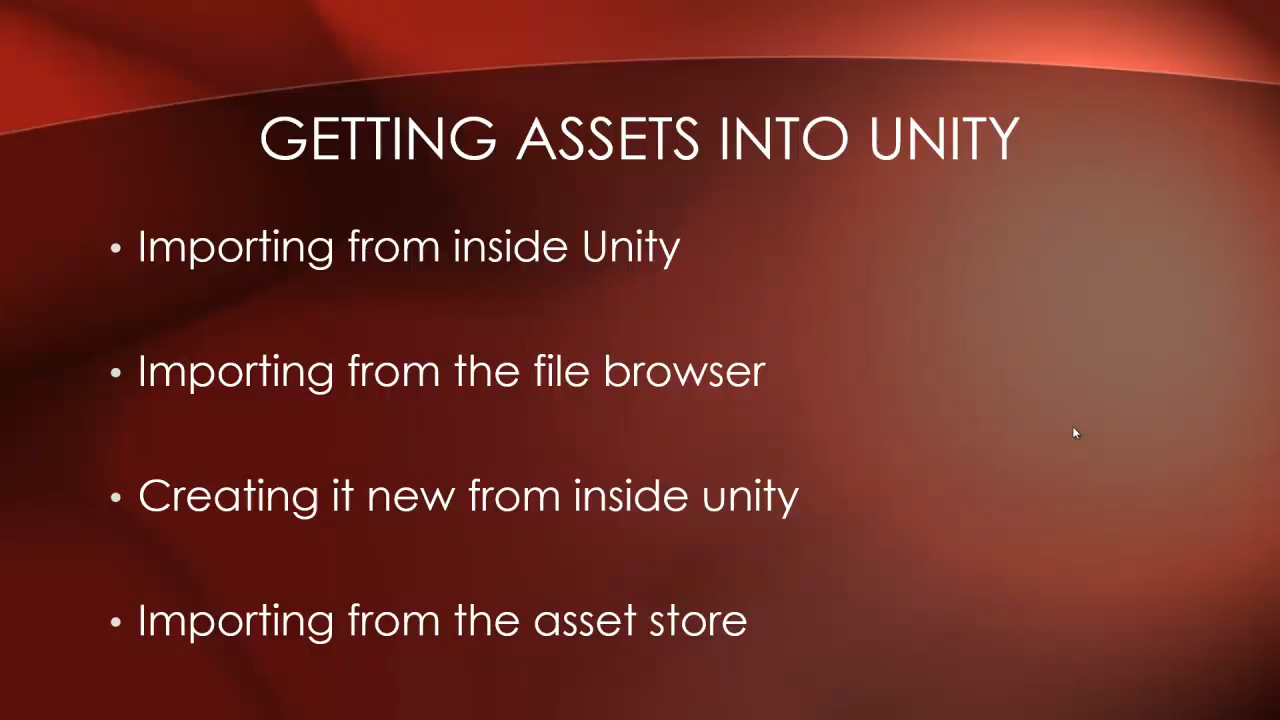 GETTING ASSETS INTO UNITY
• Importing from inside Unity
• Importing from the file browser
• Creating it new from inside unity
• Importing from the asset store